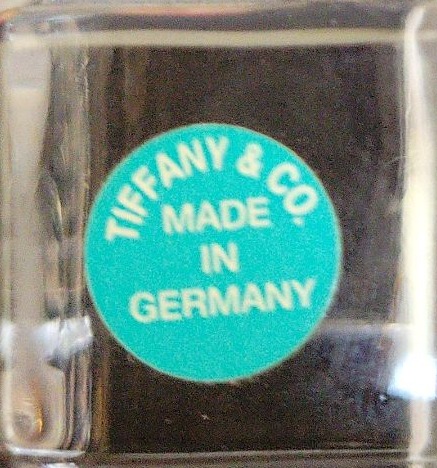 TIFFANY & CO.
MADE
IN
GERMANY